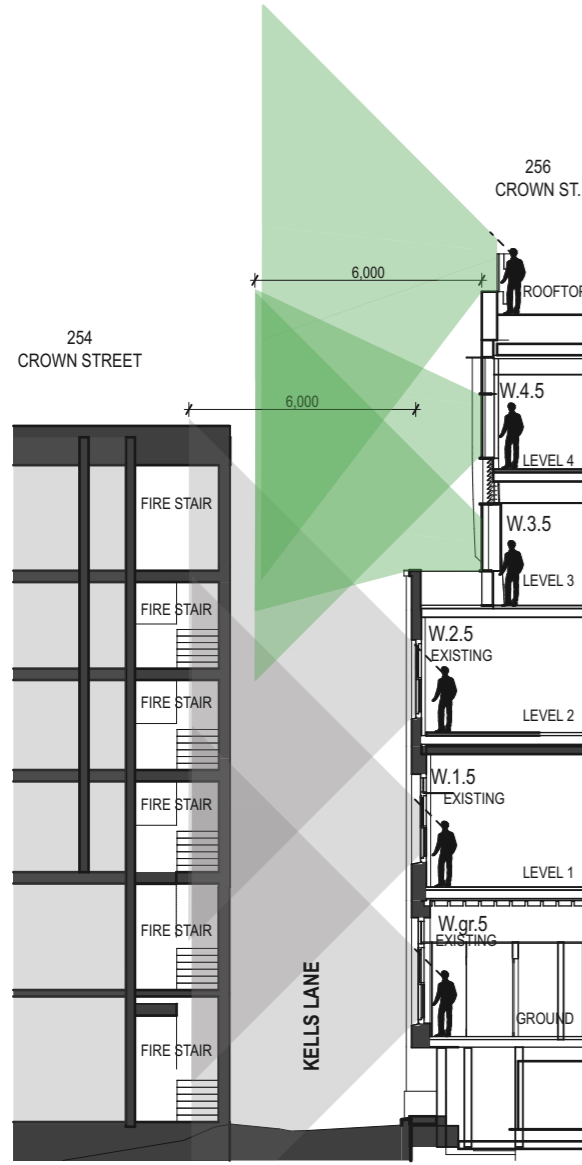 256
CROWN ST.
6,000
ROOFTOP
254
CROWN STREET
6,000
W.4.5
LEVEL 4
FIRE STAIR
W.3.5
LEVEL 3
FIRE STAIR
W.2.5
EXISTING
FIRE STAIR
LEVEL 2
W.1.5
EXISTING
FIRE STAIR
LEVEL 1
W.gr.5
EXISTING
FIRE STAIR
KELLS LANE
GROUND
FIRE STAIR